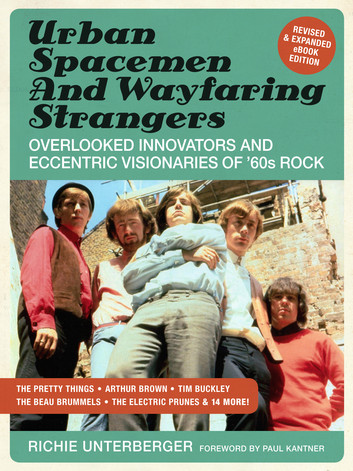 Urban
Spacemen
And Wayfaring
Strangers
REVISED
& EXPANDED
eBOOK
EDITION
OVERLOOKED INNOVATORS AND
ECCENTRIC VISIONARIES OF ’60s ROCK
THE PRETTY THINGS • ARTHUR BROWN • TIM BUCKLEY
THE BEAU BRUMMELS • THE ELECTRIC PRUNES & 14 MORE!
RICHIE UNTERBERGER FOREWORD BY PAUL KANTNER